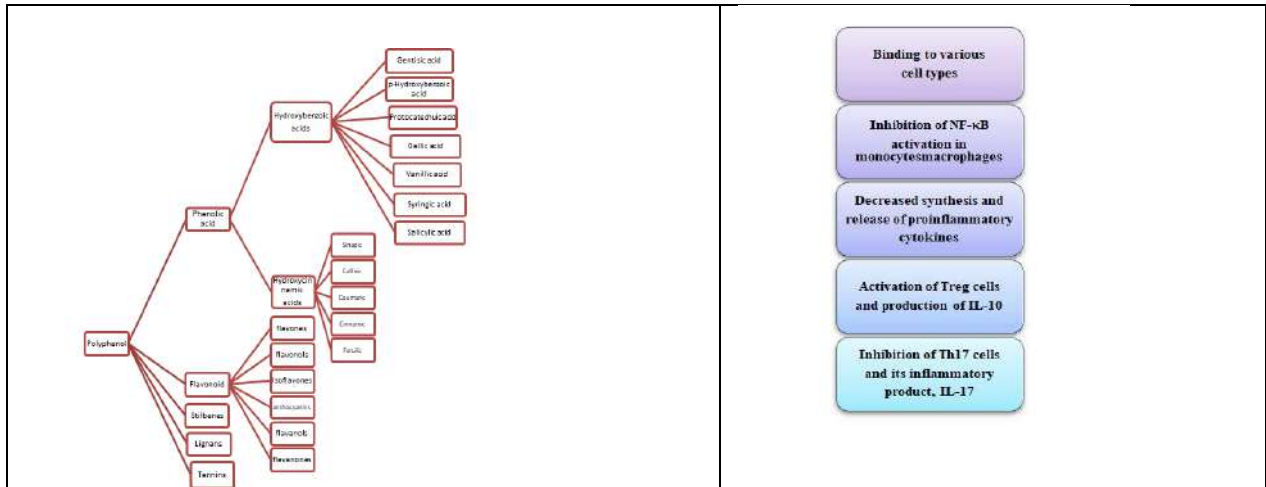 Gentisic acid
p-Hydroxybenzoic
acid
Protocatechuic acid
Gallic acid
Vanillic acid
Syringic acid
Salicylic acid
Hydroxybenzoic
acids
Phenolic
acid
Sinapic
Caffeic
Coumaric
Cinnamic
Ferulic
Hydroxycin
namic
acids
Polyphenol
flavones
flavonols
Isoflavones
anthocyanins
flavanols
flavanones
Flavonoid
Stilbenes
Lignans
Tannins
Binding to various
cell types
Inhibition of NF-κB
activation in
monocytesmacrophages
Decreased synthesis and
release of proinflammatory
cytokines
Activation of Treg cells
and production of IL-10
Inhibition of Th17 cells
and its inflammatory
product, IL-17